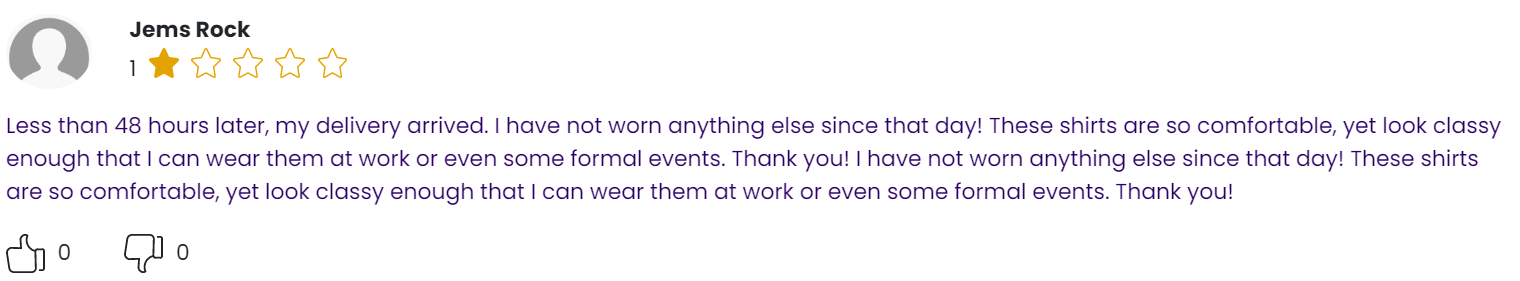 Jems Rock
1
Less than 48 hours later, my delivery arrived. I have not worn anything else since that day! These shirts are so comfortable, yet look classy
enough that I can wear them at work or even some formal events. Thank you! I have not worn anything else since that day! These shirts
are so comfortable, yet look classy enough that I can wear them at work or even some formal events. Thank you!
0 0